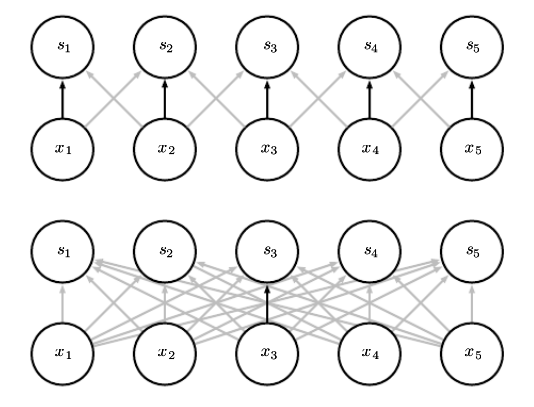 s₁ s₂ s₃ s₄ s₅
x₁ x₂ x₃ x₄ x₅
s₁ s₂ s₃ s₄ s₅
x₁ x₂ x₃ x₄ x₅